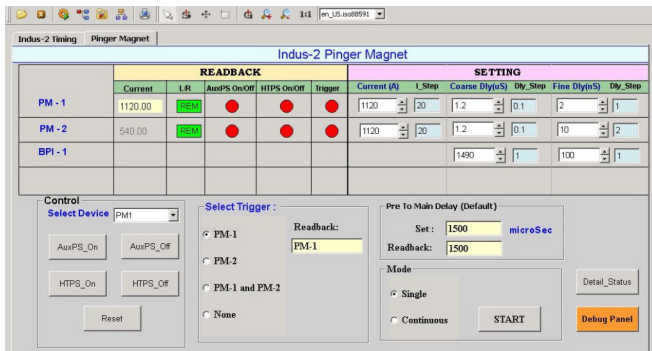 1:1 en_US.iso88591
Indus-2 Timing Pinger Magnet
Indus-2 Pinger Magnet
READBACK SETTING
Current L/R AuxPS On/Off HTPS On/Off Trigger Current (A) I_Step Coarse Dly(uS) Dly_Step Fine Dly(nS) Dly_Step
PM - 1 1120.00 REM 1120 20 1.2 0.1 2 1
PM - 2 540.00 REM 1120 20 1.2 0.1 10 2
BPI - 1 1490 1 100 1
Control
Select Device PM1
AuxPS_On AuxPS_Off
HTPS_On HTPS_Off
Reset
Select Trigger :
PM-1
PM-2
PM-1 and PM-2
None
Readback:
PM-1
Pre To Main Delay (Default)
Set : 1500 microSec
Readback: 1500
Mode
Single
Continuous
START
Detail_Status
Debug Panel